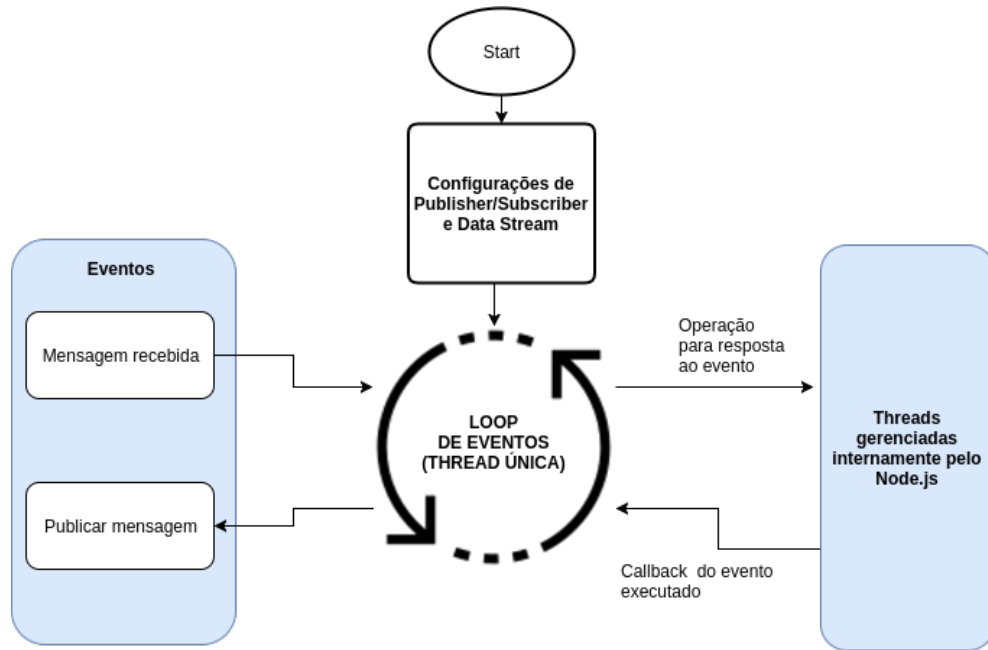 Start
Configurações de
Publisher/Subscriber
e Data Stream
Eventos
Mensagem recebida
Publicar mensagem
LOOP
DE EVENTOS
(THREAD ÚNICA)
Operação
para resposta
ao evento
Callback do evento
executado
Threads
gerenciadas
internamente pelo
Node.js